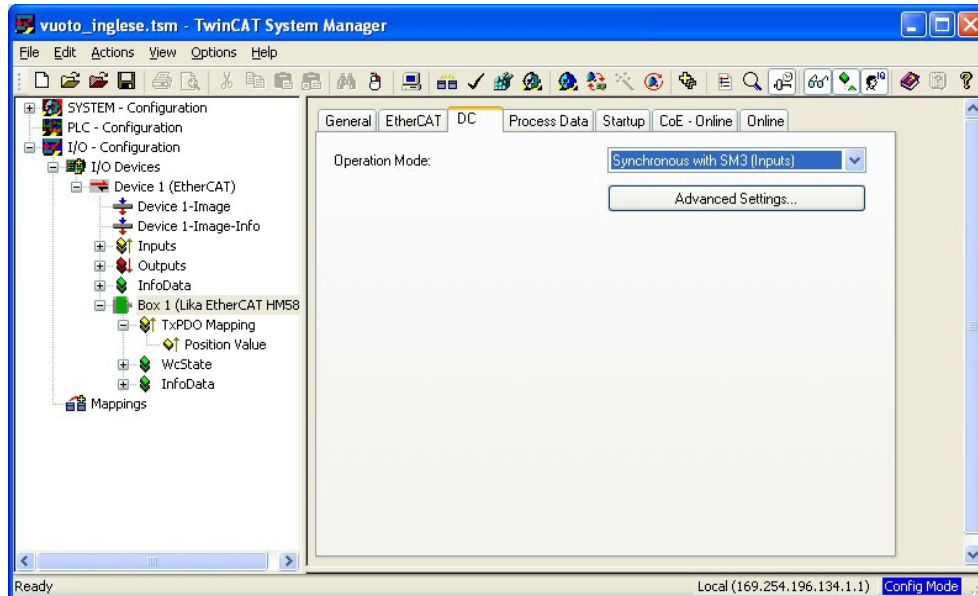 vuoto_inglese.tsm - TwinCAT System Manager
File Edit Actions View Options Help
SYSTEM - Configuration
PLC - Configuration
I/O - Configuration
I/O Devices
Device 1 (EtherCAT)
Device 1-Image
Device 1-Image-Info
Inputs
Outputs
InfoData
Box 1 (Lika EtherCAT HM58
TxPDO Mapping
Position Value
WcState
InfoData
Mappings
General EtherCAT DC Process Data Startup CoE - Online Online
Operation Mode: Synchronous with SM3 (Inputs)
Advanced Settings...
Ready Local (169.254.196.134.1.1) Config Mode